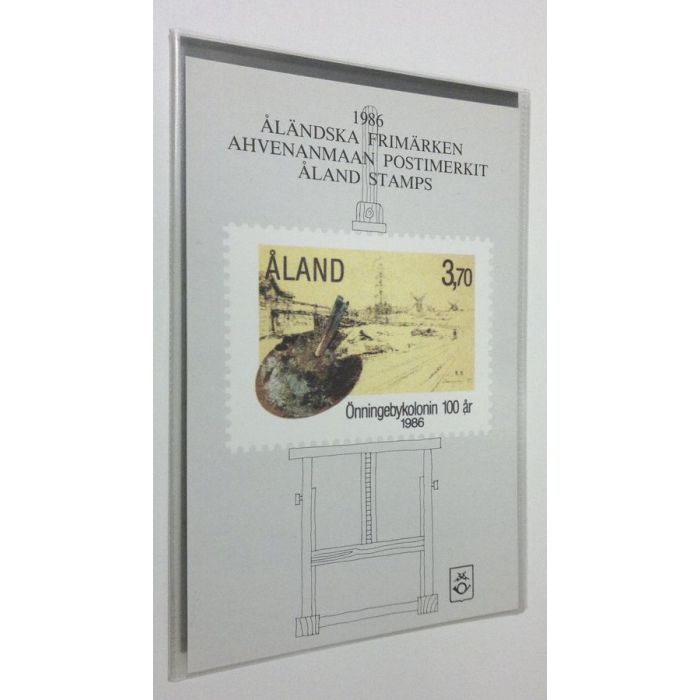 1986
ÅLÄNDSKA FRIMÄRKEN
AHVENANMAAN POSTIMERKIT
ÅLAND STAMPS
ÅLAND 3,70
Önningebykolonin 100 år
1986